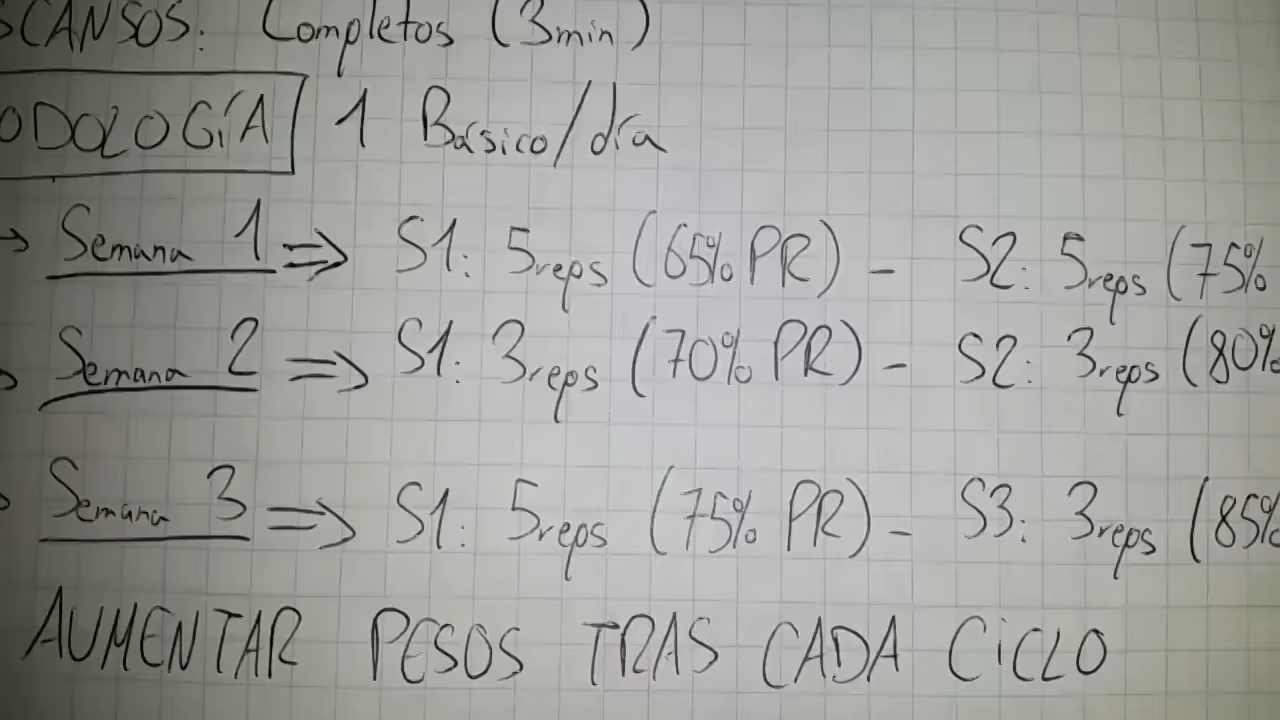 SCANSOS: Completos (3min)
ODOLOGÍA 1 Básico/día
→ Semana 1 ⇒ S1: 5reps (65% PR) - S2: 5reps (75%
Semana 2 ⇒ S1: 3reps (70% PR) - S2: 3reps (80%
Semana 3 ⇒ S1: 5reps (75% PR) - S3: 3reps (85%
AUMENTAR PESOS TRAS CADA CiCLO